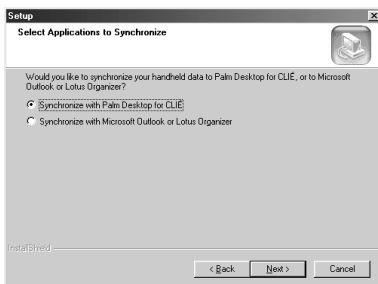 Setup
Select Applications to Synchronize
Would you like to synchronize your handheld data to Palm Desktop for CLIÉ, or to Microsoft
Outlook or Lotus Organizer?
Synchronize with Palm Desktop for CLIÉ
Synchronize with Microsoft Outlook or Lotus Organizer
InstallShield
< Back
Next >
Cancel